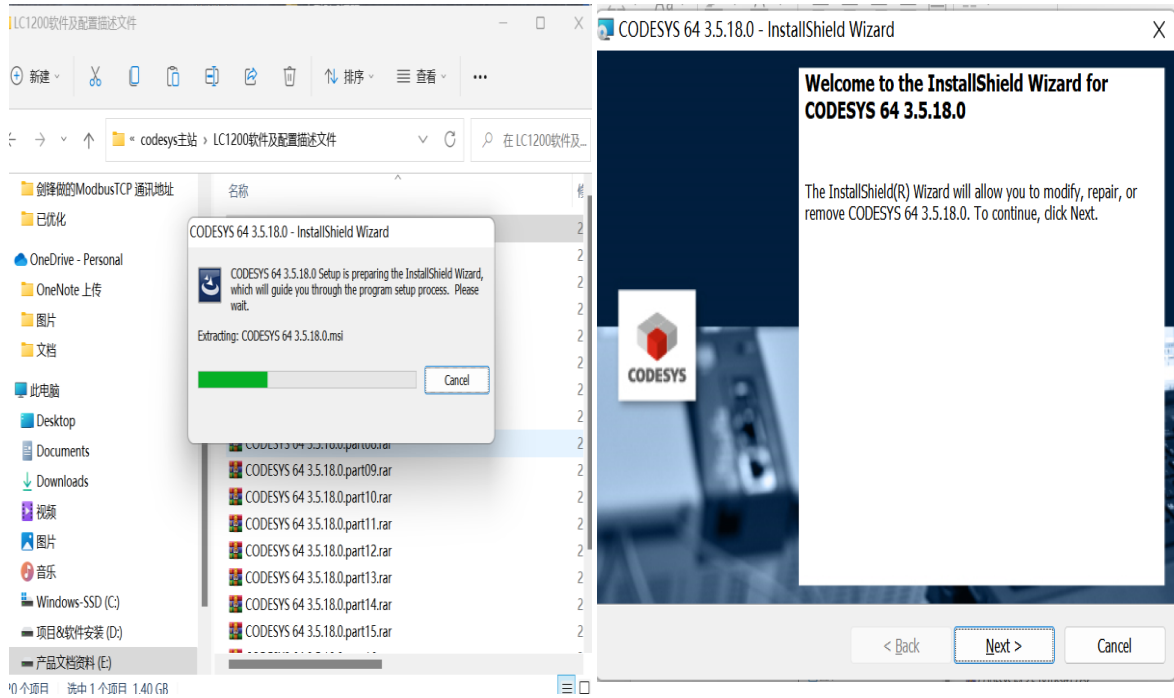 LC1200软件及配置描述文件
新建
排序
查看
« codesys主站 › LC1200软件及配置描述文件
在 LC1200软件及...
剑锋做的ModbusTCP 通讯地址
已优化
OneDrive - Personal
OneNote 上传
图片
文档
此电脑
Desktop
Documents
Downloads
视频
图片
音乐
Windows-SSD (C:)
项目&软件安装 (D:)
产品文档资料 (E:)
名称
CODESYS 64 3.5.18.0 - InstallShield Wizard
CODESYS 64 3.5.18.0 Setup is preparing the InstallShield Wizard,
which will guide you through the program setup process. Please
wait.
Extracting: CODESYS 64 3.5.18.0.msi
Cancel
CODESYS 64 3.5.18.0.part08.rar
CODESYS 64 3.5.18.0.part09.rar
CODESYS 64 3.5.18.0.part10.rar
CODESYS 64 3.5.18.0.part11.rar
CODESYS 64 3.5.18.0.part12.rar
CODESYS 64 3.5.18.0.part13.rar
CODESYS 64 3.5.18.0.part14.rar
CODESYS 64 3.5.18.0.part15.rar
20个项目 选中 1 个项目 1.40 GB
CODESYS 64 3.5.18.0 - InstallShield Wizard
Welcome to the InstallShield Wizard for
CODESYS 64 3.5.18.0
The InstallShield(R) Wizard will allow you to modify, repair, or
remove CODESYS 64 3.5.18.0. To continue, click Next.
CODESYS
< Back
Next >
Cancel